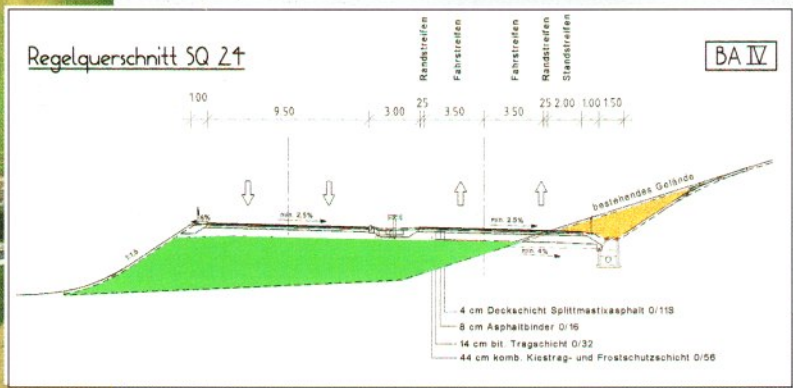 Regelquerschnitt SQ 24
BA IV
Randstreifen
Fahrstreifen
Fahrstreifen
Randstreifen
Standstreifen
1.00
9.50
3.00
25
3.50
3.50
25
2.00
1.00
1.50
bestehendes Gelände
min. 2,5%
min. 2,5%
min. 4%
4 cm Deckschicht Splittmastixasphalt 0/11S
8 cm Asphaltbinder 0/16
14 cm bit. Tragschicht 0/32
44 cm komb. Kiestrag- und Frostschutzschicht 0/56